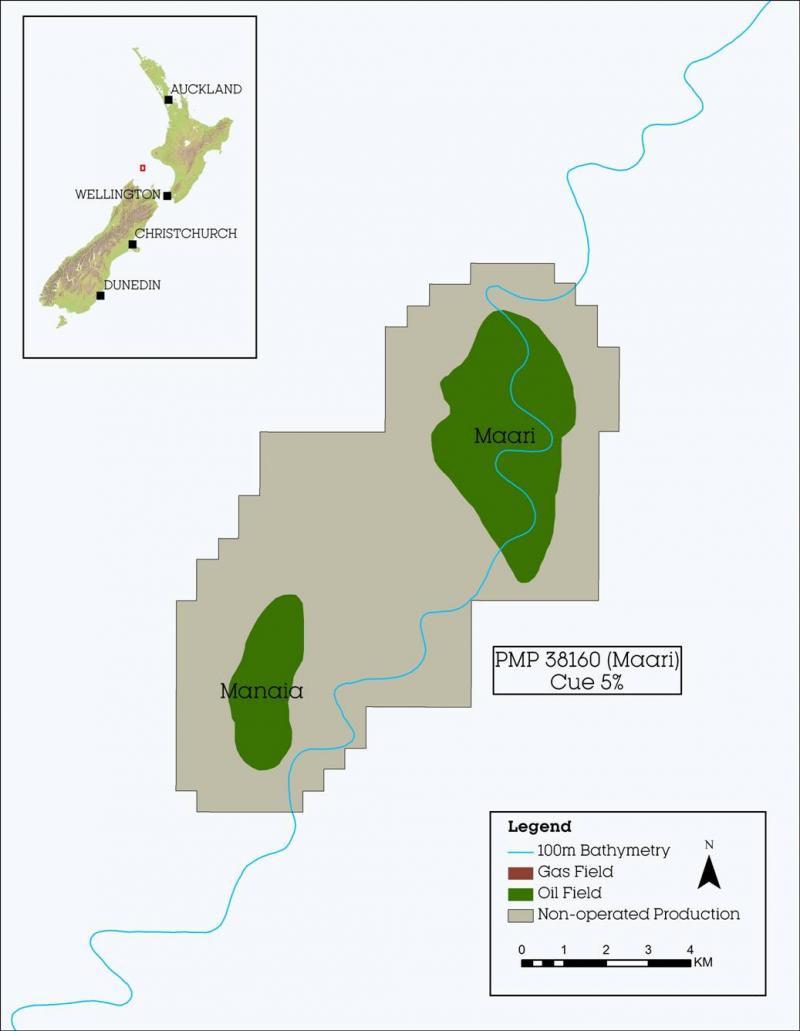 AUCKLAND
WELLINGTON
CHRISTCHURCH
DUNEDIN
Maari
Manaia
PMP 38160 (Maari)
Cue 5%
Legend
100m Bathymetry
Gas Field
Oil Field
Non-operated Production
N
0 1 2 3 4
KM